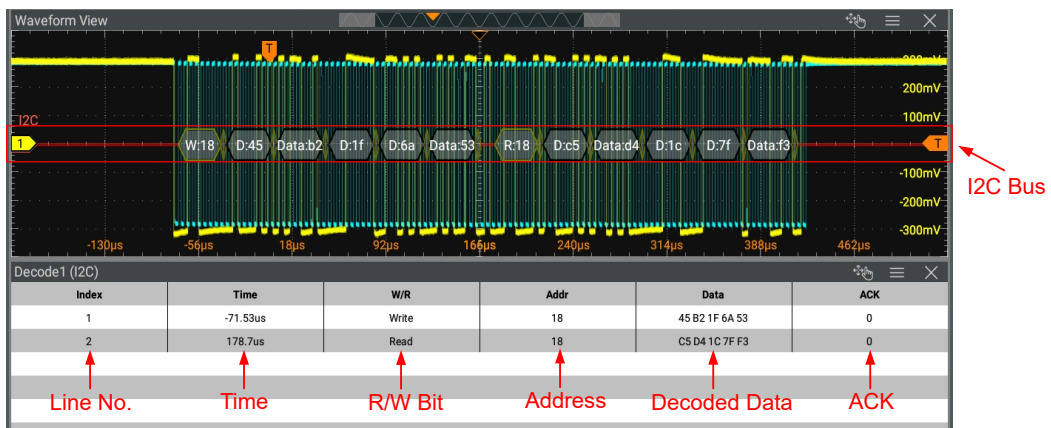 Waveform View
T
200mV
I2C
100mV
1
W:18 D:45 Data:b2 D:1f D:6a Data:53 R:18 D:c5 Data:d4 D:1c D:7f Data:f3
T
-100mV
I2C Bus
-200mV
-300mV
-130μs -56μs 18μs 92μs 166μs 240μs 314μs 388μs 462μs
Decode1 (I2C)
Index Time W/R Addr Data ACK
1 -71.53us Write 18 45 B2 1F 6A 53 0
2 178.7us Read 18 C5 D4 1C 7F F3 0
Line No. Time R/W Bit Address Decoded Data ACK